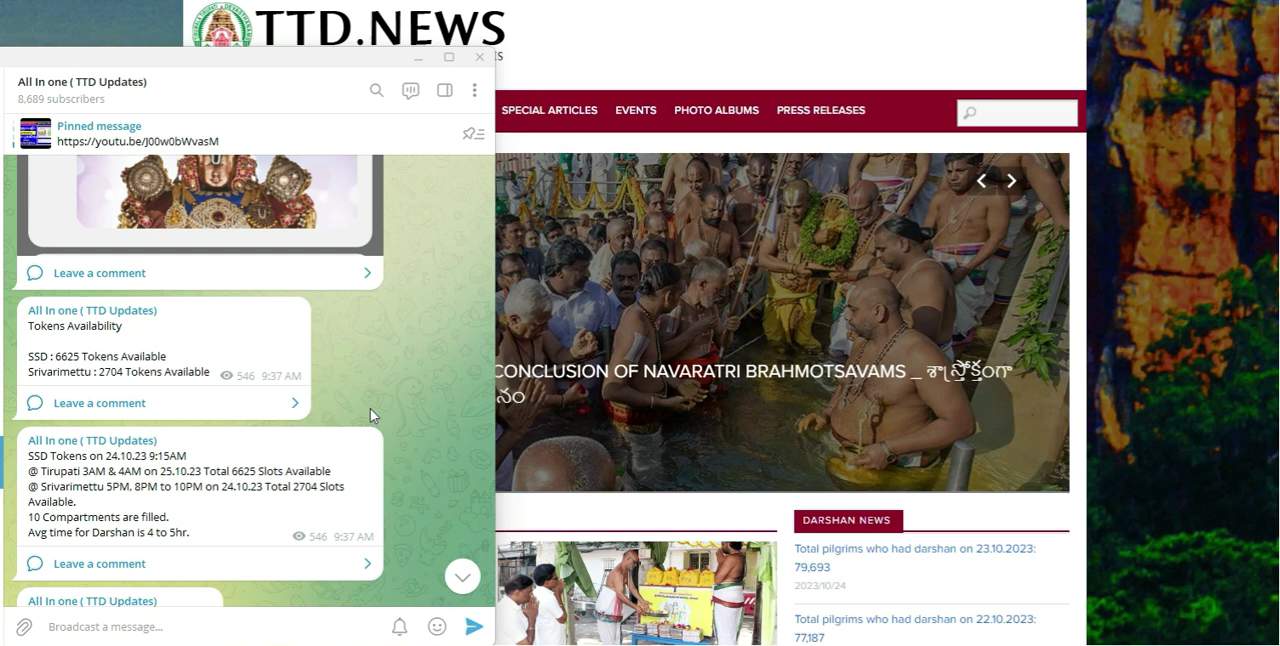 TTD.NEWS
All In one ( TTD Updates)
8,689 subscribers
Pinned message
https://youtu.be/J00w0bWvasM
Leave a comment
All In one ( TTD Updates)
Tokens Availability
SSD : 6625 Tokens Available
Srivarimettu : 2704 Tokens Available 546 9:37 AM
Leave a comment
All In one ( TTD Updates)
SSD Tokens on 24.10.23 9:15AM
@ Tirupati 3AM & 4AM on 25.10.23 Total 6625 Slots Available
@ Srivarimettu 5PM, 8PM to 10PM on 24.10.23 Total 2704 Slots
Available.
10 Compartments are filled.
Avg time for Darshan is 4 to 5hr. 546 9:37 AM
Leave a comment
All In one ( TTD Updates)
Broadcast a message...
SPECIAL ARTICLES EVENTS PHOTO ALBUMS PRESS RELEASES
CONCLUSION OF NAVARATRI BRAHMOTSAVAMS _ శాస్త్రోక్తంగా
నం
DARSHAN NEWS
Total pilgrims who had darshan on 23.10.2023:
79,693
2023/10/24
Total pilgrims who had darshan on 22.10.2023:
77,187